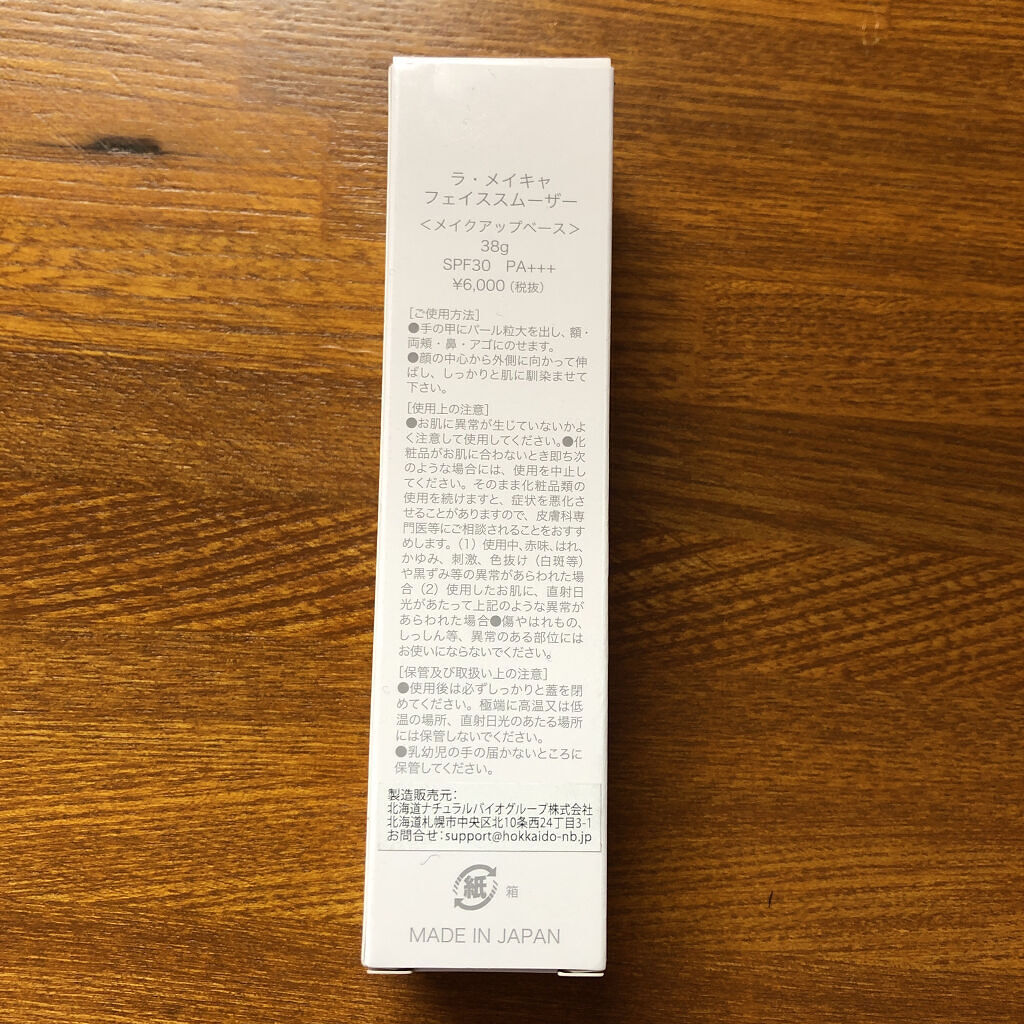 ラ・メイキャ
フェイススムーザー
＜メイクアップベース＞
38g
SPF30 PA+++
¥6,000（税抜）
［ご使用方法］
●手の甲にパール粒大を出し、額・
両頬・鼻・アゴにのせます。
●顔の中心から外側に向かって伸
ばし、しっかりと肌に馴染ませて
下さい。
［使用上の注意］
●お肌に異常が生じていないかよ
く注意して使用してください。●化
粧品がお肌に合わないとき即ち次
のような場合には、使用を中止し
てください。そのまま化粧品類の
使用を続けますと、症状を悪化さ
せることがありますので、皮膚科専
門医等にご相談されることをおすす
めします。（1）使用中、赤味、はれ、
かゆみ、刺激、色抜け（白斑等）
や黒ずみ等の異常があらわれた場
合（2）使用したお肌に、直射日
光があたって上記のような異常が
あらわれた場合●傷やはれもの、
しっしん等、異常のある部位には
お使いにならないでください。
［保管及び取扱い上の注意］
●使用後は必ずしっかりと蓋を閉
めてください。極端に高温又は低
温の場所、直射日光のあたる場所
には保管しないでください。
●乳幼児の手の届かないところに
保管してください。
製造販売元：
北海道ナチュラルバイオグループ株式会社
北海道札幌市中央区北10条西24丁目3-1
お問合せ：support@hokkaido-nb.jp
紙 箱
MADE IN JAPAN